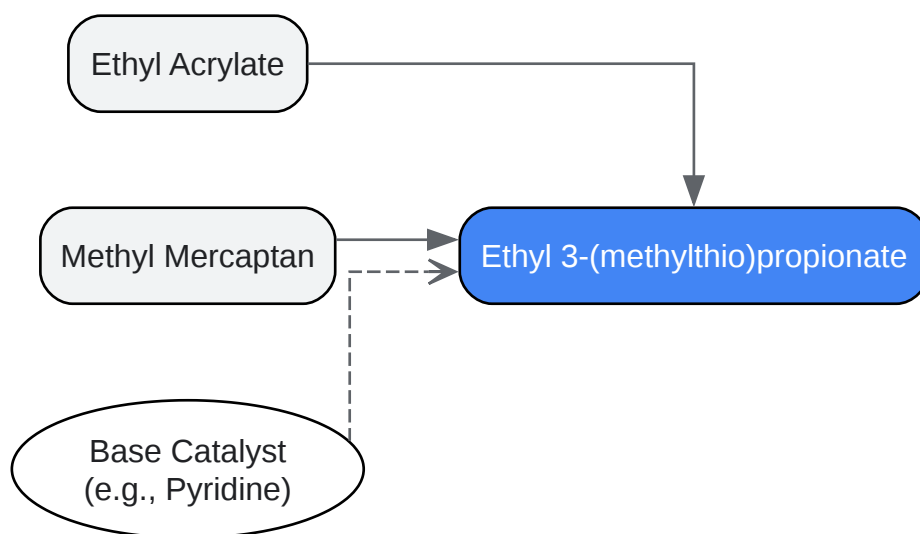 Ethyl Acrylate
Methyl Mercaptan
Ethyl 3-(methylthio)propionate
Base Catalyst
(e.g., Pyridine)